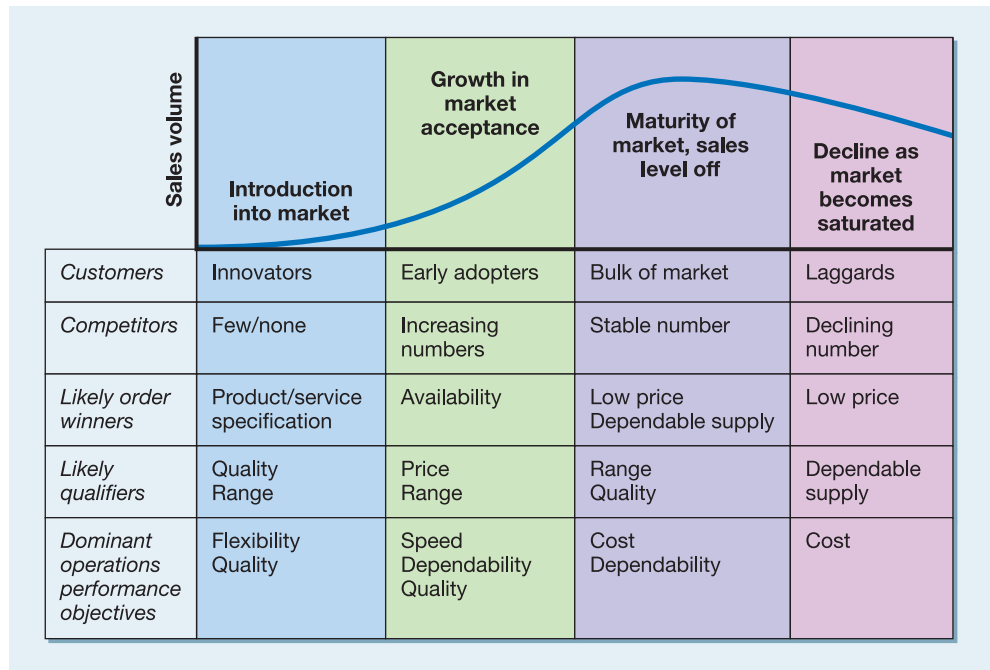 Sales volume
Introduction
into market
Growth in
market
acceptance
Maturity of
market, sales
level off
Decline as
market
becomes
saturated
Customers
Innovators
Early adopters
Bulk of market
Laggards
Competitors
Few/none
Increasing
numbers
Stable number
Declining
number
Likely order
winners
Product/service
specification
Availability
Low price
Dependable supply
Low price
Likely
qualifiers
Quality
Range
Price
Range
Range
Quality
Dependable
supply
Dominant
operations
performance
objectives
Flexibility
Quality
Speed
Dependability
Quality
Cost
Dependability
Cost